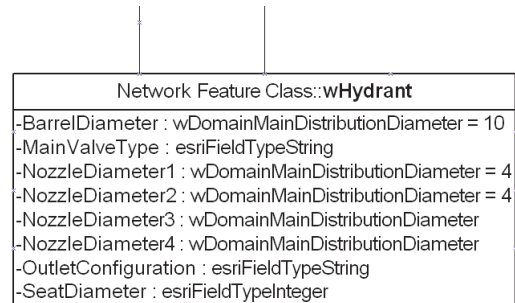 Network Feature Class::wHydrant
-BarrelDiameter : wDomainMainDistributionDiameter = 10
-MainValveType : esriFieldTypeString
-NozzleDiameter1 : wDomainMainDistributionDiameter = 4
-NozzleDiameter2 : wDomainMainDistributionDiameter = 4
-NozzleDiameter3 : wDomainMainDistributionDiameter
-NozzleDiameter4 : wDomainMainDistributionDiameter
-OutletConfiguration : esriFieldTypeString
-SeatDiameter : esriFieldTypeInteger